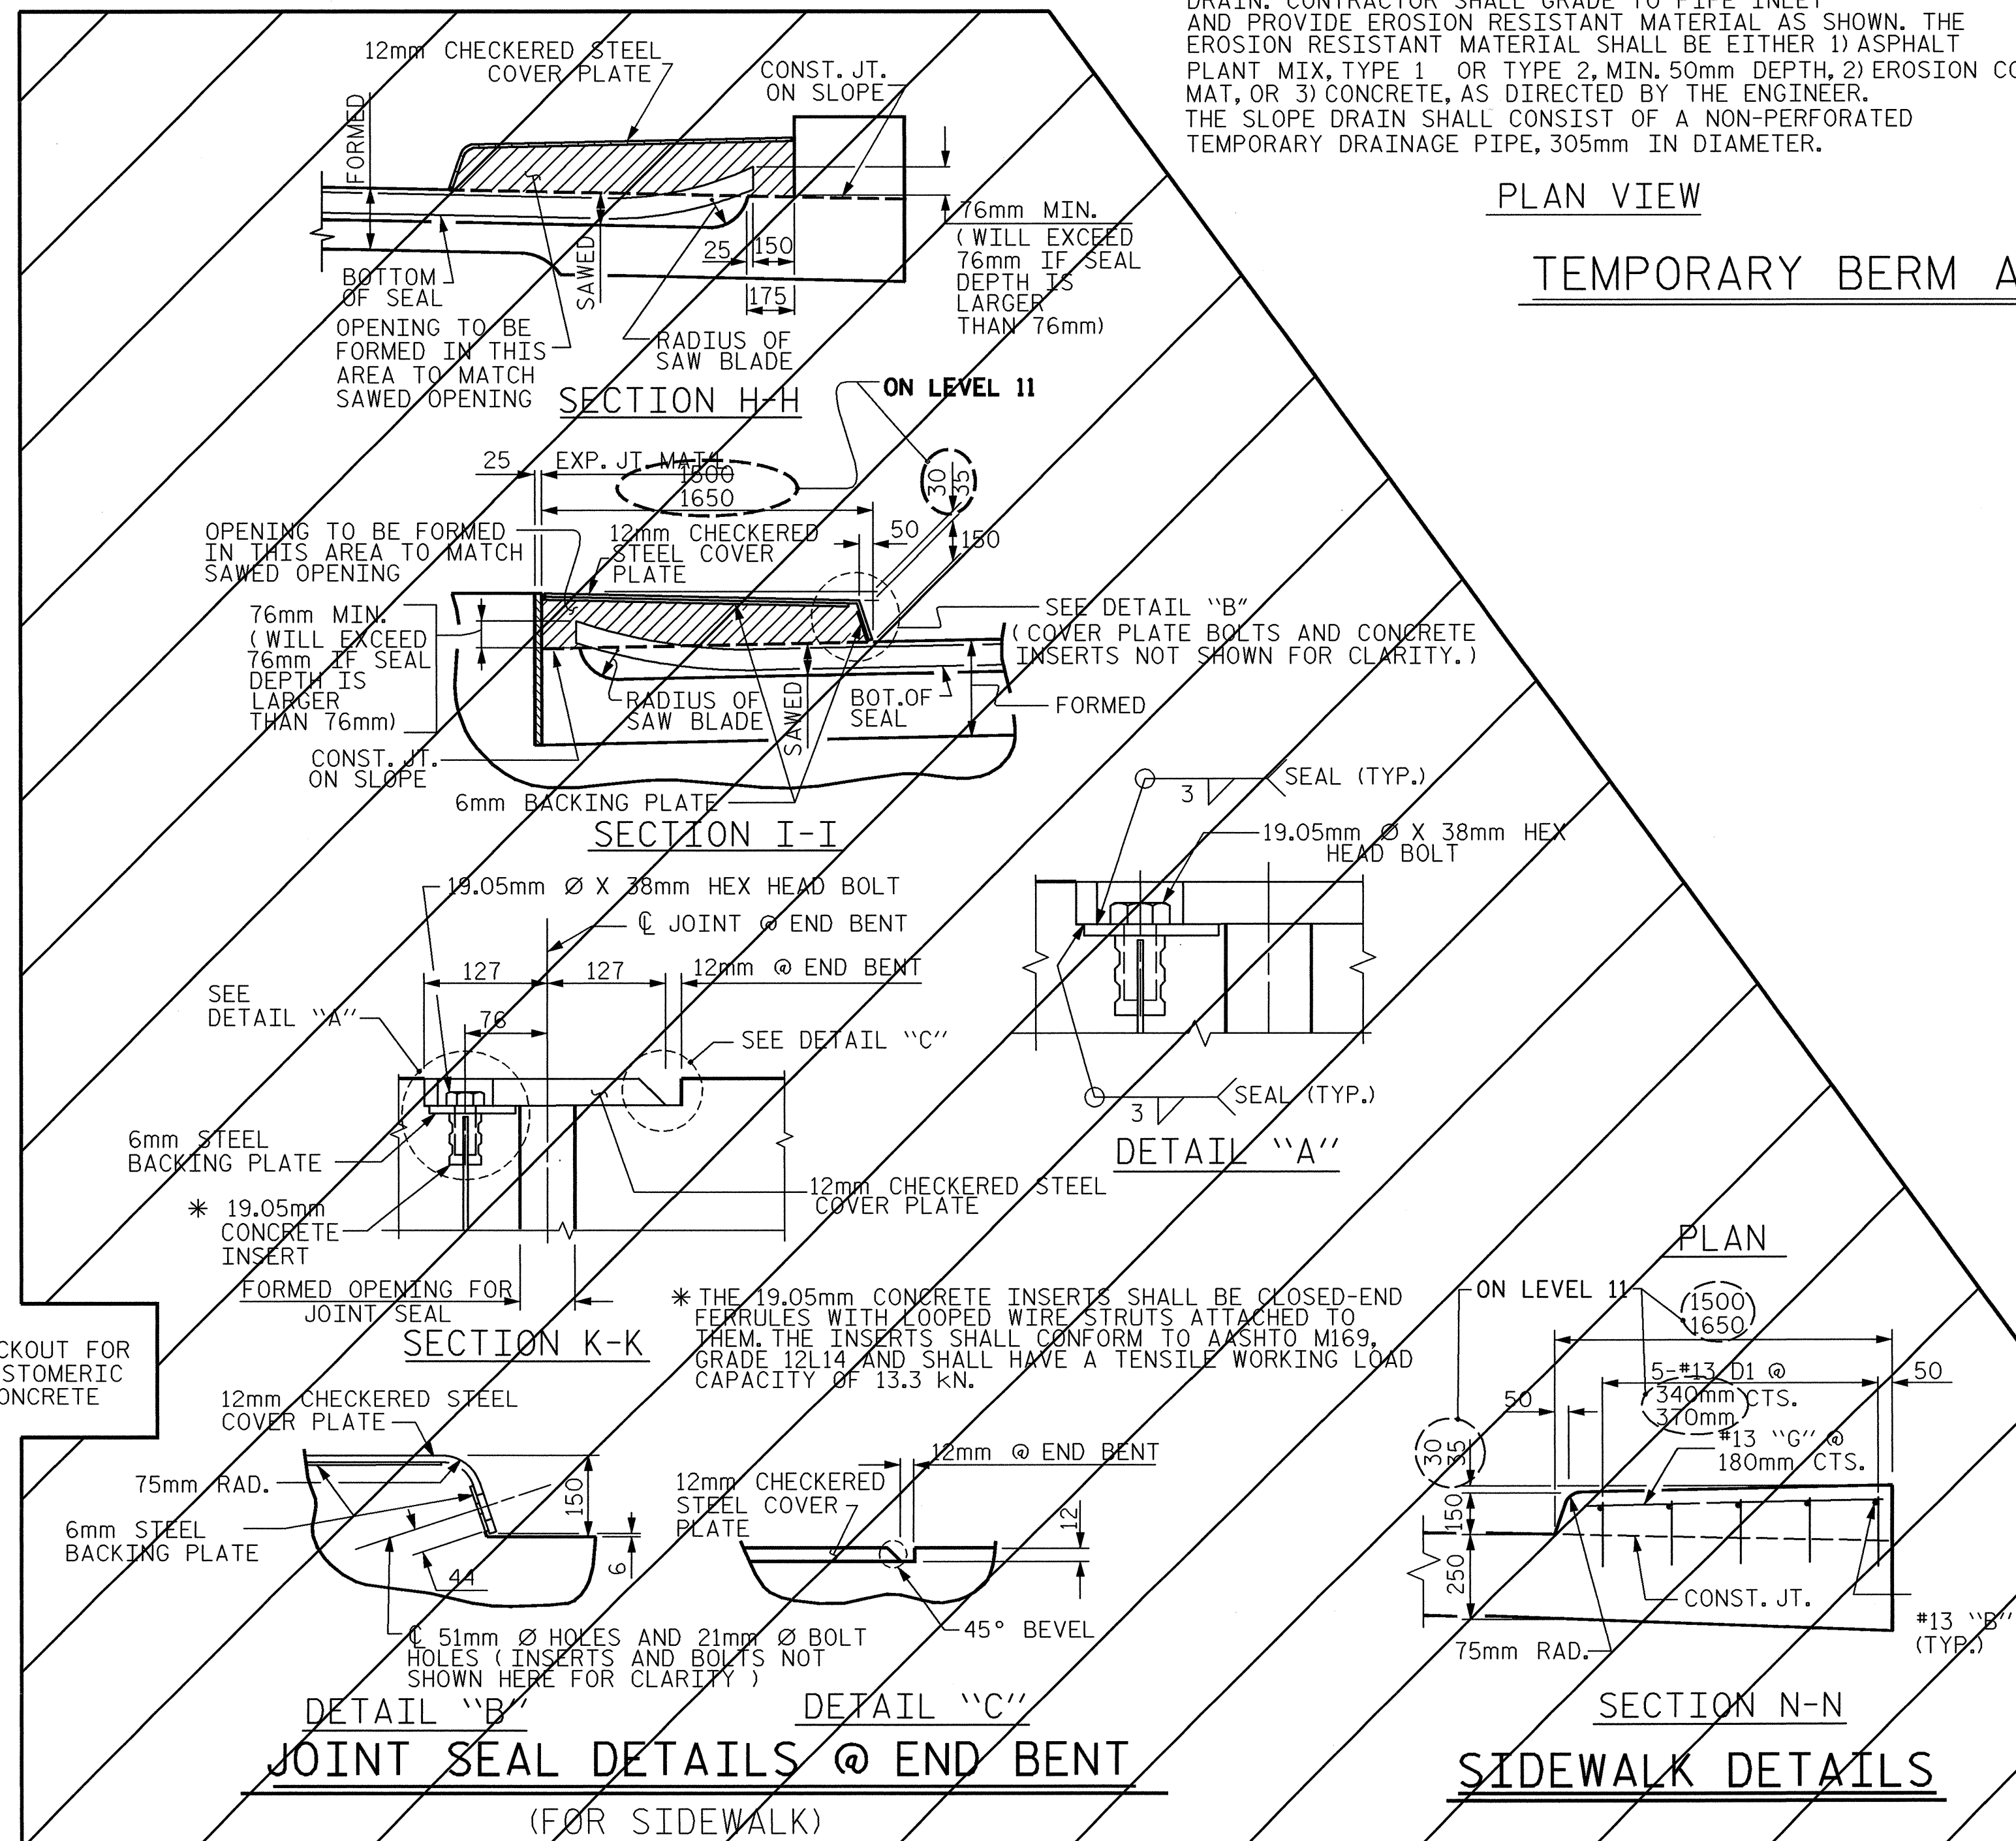 DRAIN. CONTRACTOR SHALL GRADE TO PIPE INLET
AND PROVIDE EROSION RESISTANT MATERIAL AS SHOWN. THE
EROSION RESISTANT MATERIAL SHALL BE EITHER 1) ASPHALT
PLANT MIX, TYPE 1 OR TYPE 2, MIN. 50mm DEPTH, 2) EROSION CO
MAT, OR 3) CONCRETE, AS DIRECTED BY THE ENGINEER.
THE SLOPE DRAIN SHALL CONSIST OF A NON-PERFORATED
TEMPORARY DRAINAGE PIPE, 305mm IN DIAMETER.
PLAN VIEW
TEMPORARY BERM A
12mm CHECKERED STEEL
COVER PLATE
CONST. JT.
ON SLOPE
FORMED
SAWED
BOTTOM
OF SEAL
OPENING TO BE
FORMED IN THIS
AREA TO MATCH
SAWED OPENING
25
150
175
RADIUS OF
SAW BLADE
76mm MIN.
(WILL EXCEED
76mm IF SEAL
DEPTH IS
LARGER
THAN 76mm)
SECTION H-H
ON LEVEL 11
25
EXP. JT. MAT'L
1500
1650
30
35
50
150
OPENING TO BE FORMED
IN THIS AREA TO MATCH
SAWED OPENING
12mm CHECKERED
STEEL COVER
PLATE
76mm MIN.
(WILL EXCEED
76mm IF SEAL
DEPTH IS
LARGER
THAN 76mm)
SEE DETAIL "B"
(COVER PLATE BOLTS AND CONCRETE
INSERTS NOT SHOWN FOR CLARITY.)
RADIUS OF
SAW BLADE
SAWED
BOT. OF
SEAL
FORMED
CONST. JT.
ON SLOPE
6mm BACKING PLATE
SECTION I-I
3
SEAL (TYP.)
19.05mm Ø X 38mm HEX
HEAD BOLT
3
SEAL (TYP.)
DETAIL "A"
19.05mm Ø X 38mm HEX HEAD BOLT
℄ JOINT @ END BENT
127
127
12mm @ END BENT
SEE
DETAIL "A"
76
SEE DETAIL "C"
6mm STEEL
BACKING PLATE
* 19.05mm
CONCRETE
INSERT
12mm CHECKERED STEEL
COVER PLATE
FORMED OPENING FOR
JOINT SEAL
SECTION K-K
* THE 19.05mm CONCRETE INSERTS SHALL BE CLOSED-END
FERRULES WITH LOOPED WIRE STRUTS ATTACHED TO
THEM. THE INSERTS SHALL CONFORM TO AASHTO M169,
GRADE 12L14 AND SHALL HAVE A TENSILE WORKING LOAD
CAPACITY OF 13.3 kN.
CKOUT FOR
STOMERIC
ONCRETE
12mm CHECKERED STEEL
COVER PLATE
75mm RAD.
6mm STEEL
BACKING PLATE
150
6
44
℄ 51mm Ø HOLES AND 21mm Ø BOLT
HOLES (INSERTS AND BOLTS NOT
SHOWN HERE FOR CLARITY)
DETAIL "B"
12mm @ END BENT
12mm CHECKERED
STEEL COVER
PLATE
12
45° BEVEL
DETAIL "C"
JOINT SEAL DETAILS @ END BENT
(FOR SIDEWALK)
PLAN
ON LEVEL 11
1500
1650
5-#13 D1 @
340mm CTS.
370mm
50
50
30
35
#13 "G" @
180mm CTS.
150
250
CONST. JT.
75mm RAD.
#13 "B"
(TYP.)
SECTION N-N
SIDEWALK DETAILS